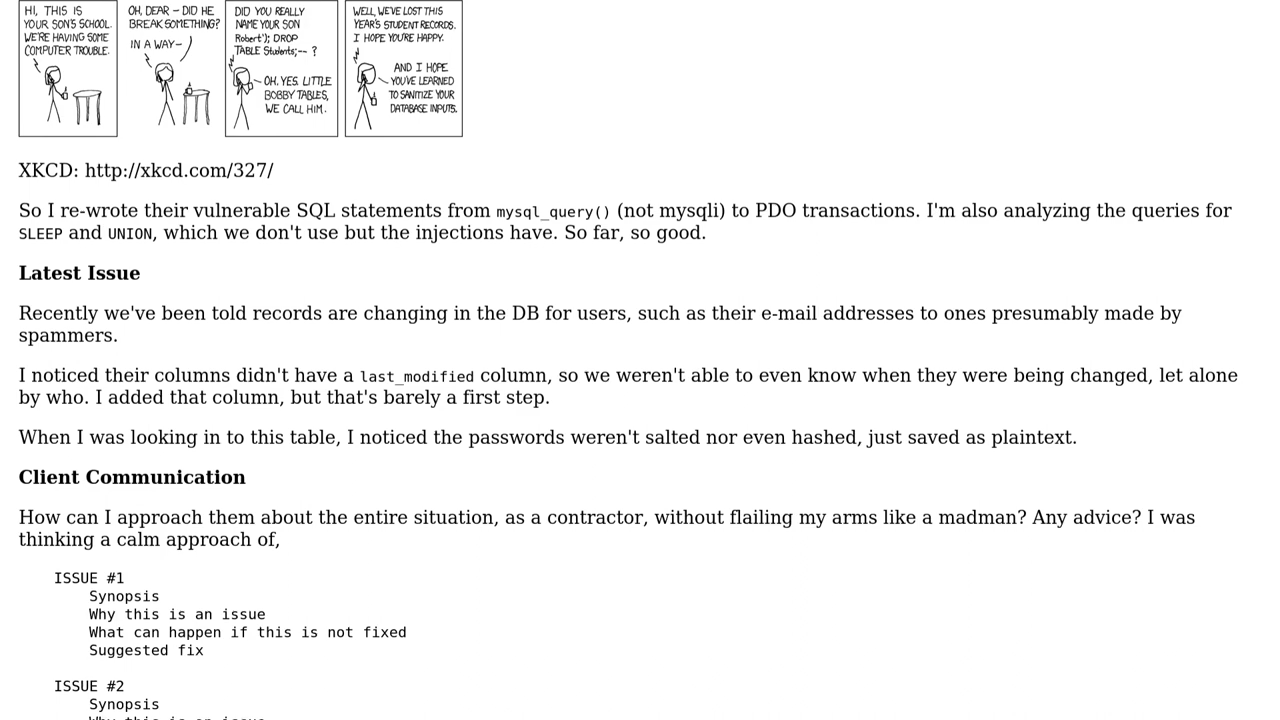 HI, THIS IS
YOUR SON'S SCHOOL.
WE'RE HAVING SOME
COMPUTER TROUBLE.
OH, DEAR – DID HE
BREAK SOMETHING?
IN A WAY–
DID YOU REALLY
NAME YOUR SON
Robert'); DROP
TABLE Students;-- ?
OH. YES. LITTLE
BOBBY TABLES,
WE CALL HIM.
WELL, WE'VE LOST THIS
YEAR'S STUDENT RECORDS.
I HOPE YOU'RE HAPPY.
AND I HOPE
YOU'VE LEARNED
TO SANITIZE YOUR
DATABASE INPUTS.
XKCD: http://xkcd.com/327/
So I re-wrote their vulnerable SQL statements from mysql_query() (not mysqli) to PDO transactions. I'm also analyzing the queries for
SLEEP and UNION, which we don't use but the injections have. So far, so good.
Latest Issue
Recently we've been told records are changing in the DB for users, such as their e-mail addresses to ones presumably made by
spammers.
I noticed their columns didn't have a last_modified column, so we weren't able to even know when they were being changed, let alone
by who. I added that column, but that's barely a first step.
When I was looking in to this table, I noticed the passwords weren't salted nor even hashed, just saved as plaintext.
Client Communication
How can I approach them about the entire situation, as a contractor, without flailing my arms like a madman? Any advice? I was
thinking a calm approach of,
ISSUE #1
Synopsis
Why this is an issue
What can happen if this is not fixed
Suggested fix
ISSUE #2
Synopsis
Why this is an issue